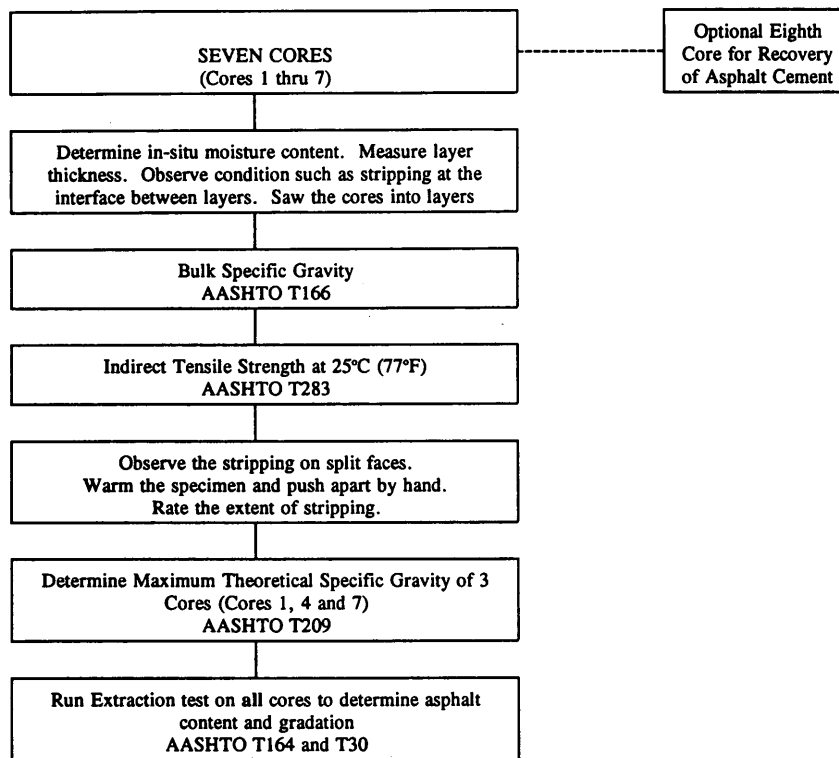 SEVEN CORES
(Cores 1 thru 7)
Optional Eighth
Core for Recovery
of Asphalt Cement
Determine in-situ moisture content. Measure layer
thickness. Observe condition such as stripping at the
interface between layers. Saw the cores into layers
Bulk Specific Gravity
AASHTO T166
Indirect Tensile Strength at 25°C (77°F)
AASHTO T283
Observe the stripping on split faces.
Warm the specimen and push apart by hand.
Rate the extent of stripping.
Determine Maximum Theoretical Specific Gravity of 3
Cores (Cores 1, 4 and 7)
AASHTO T209
Run Extraction test on all cores to determine asphalt
content and gradation
AASHTO T164 and T30